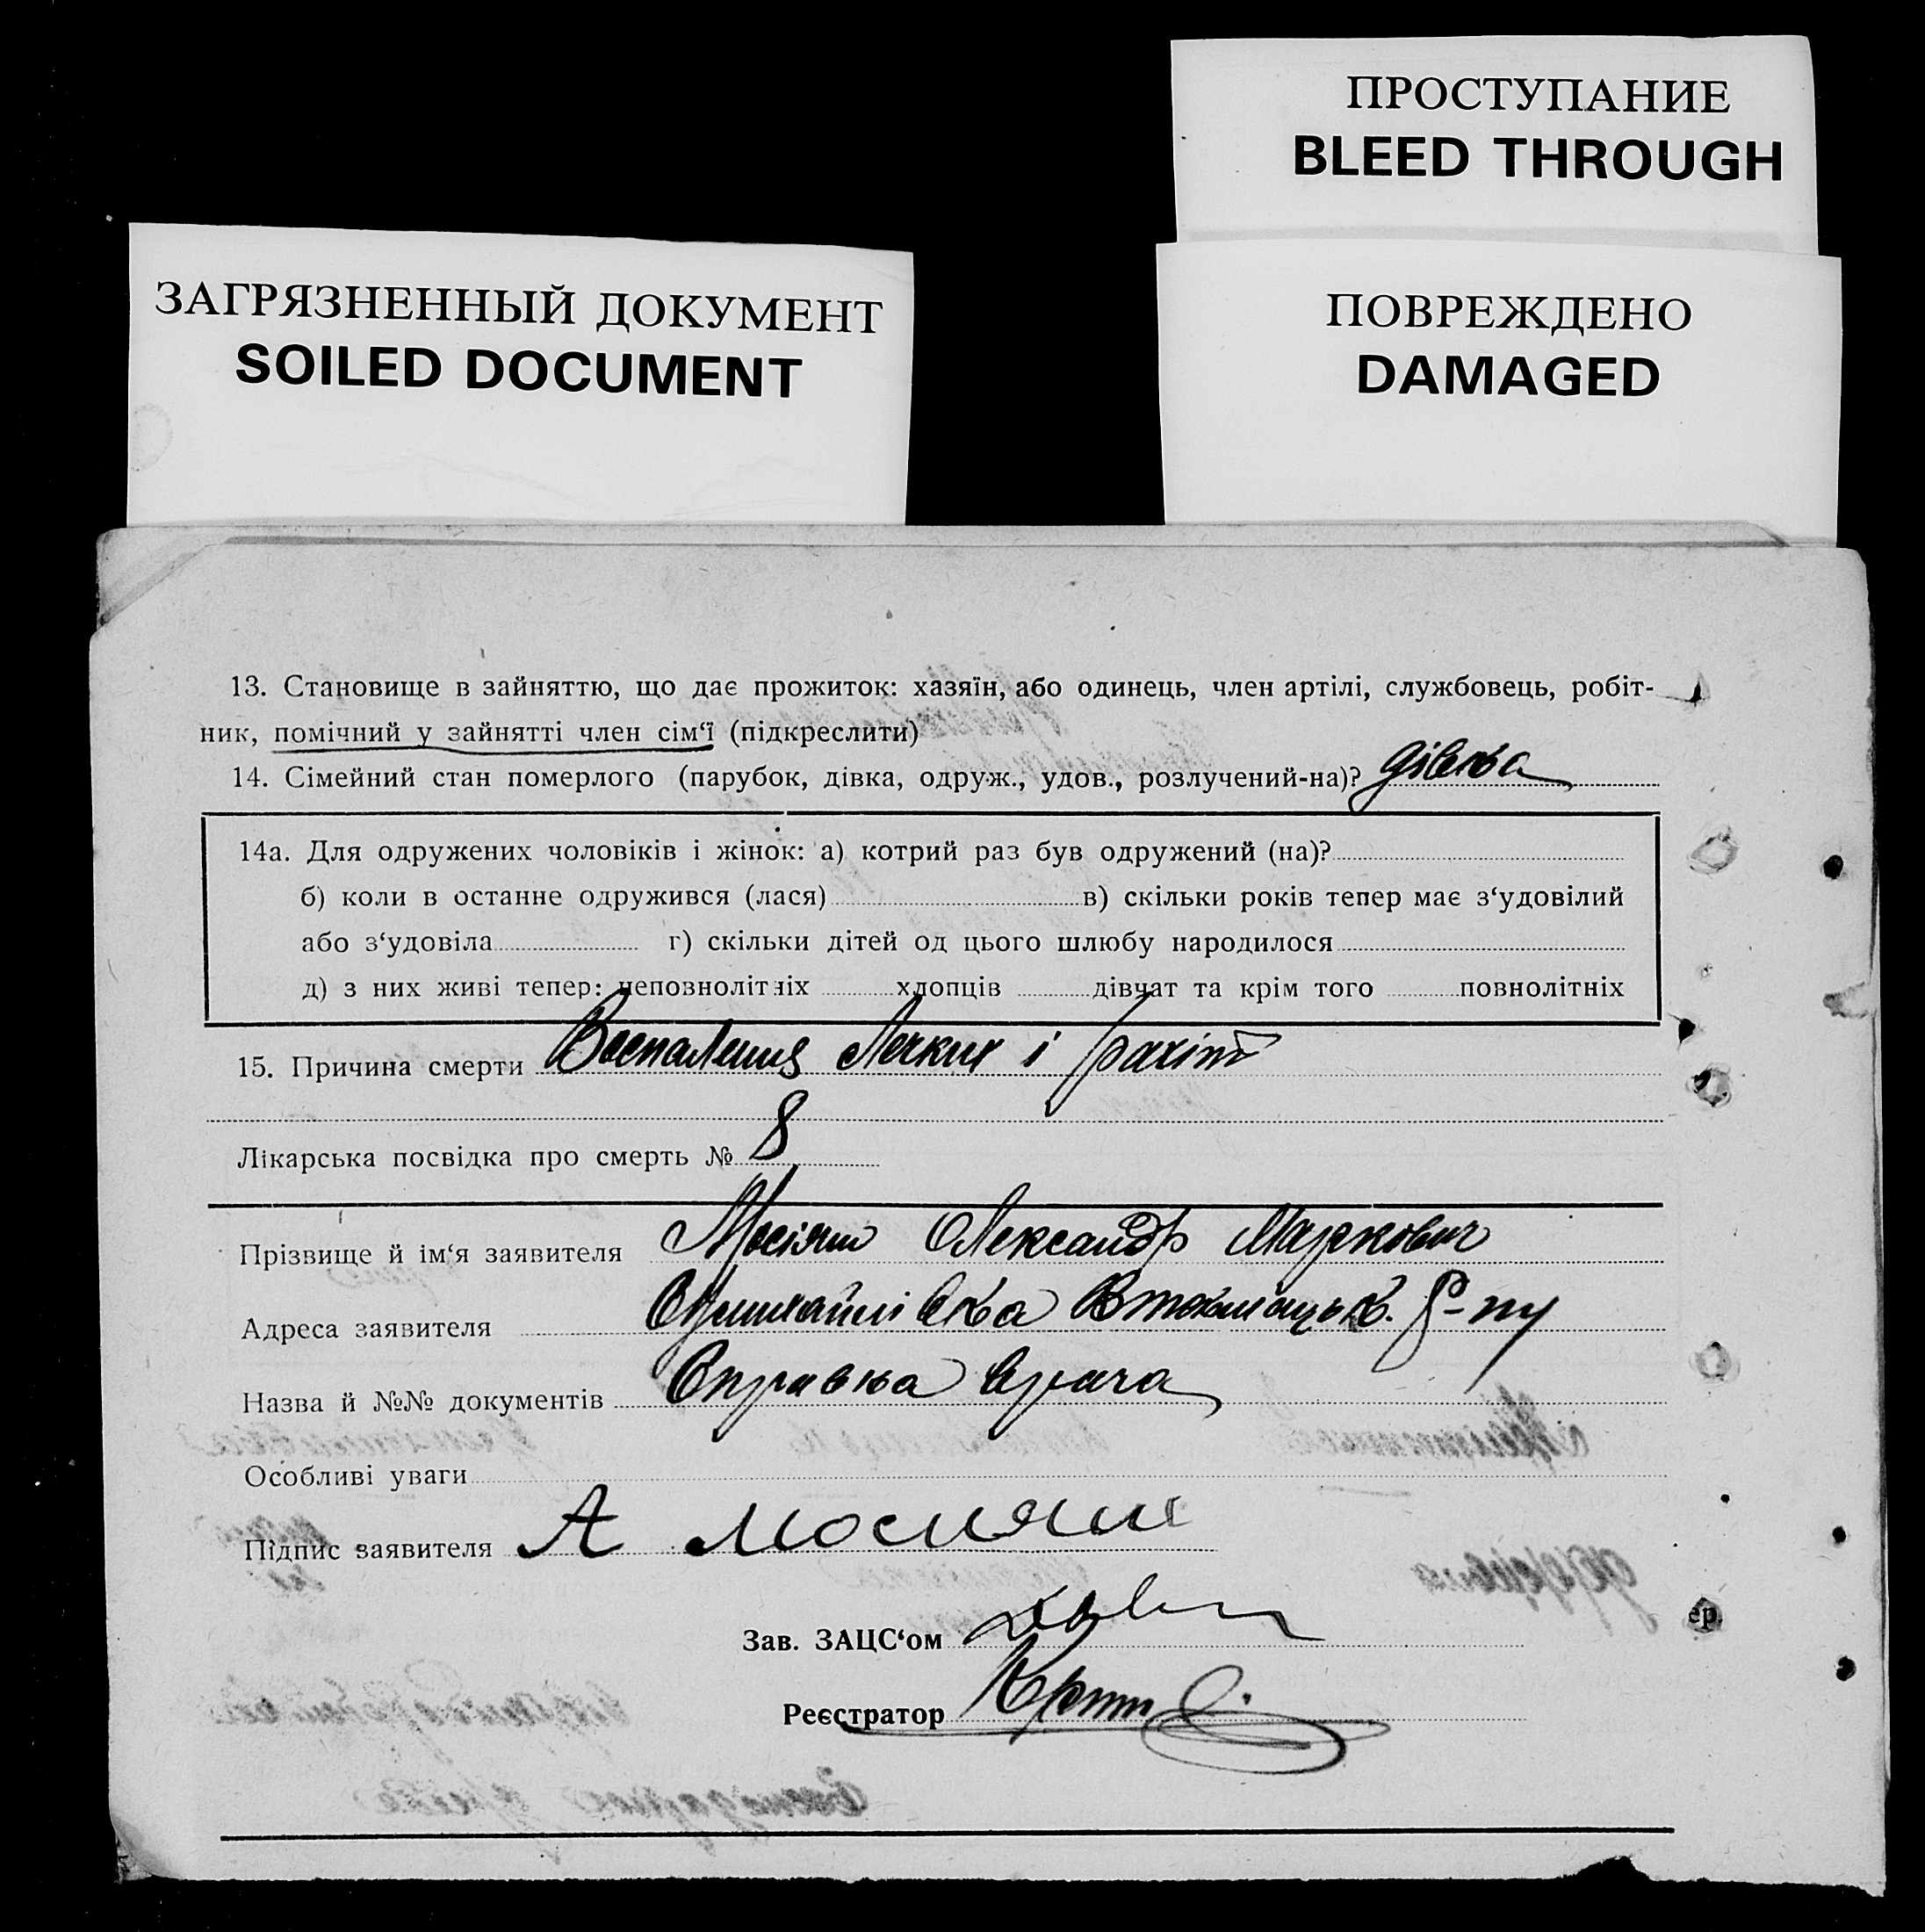 ПРОСТУПАНИЕ
BLEED THROUGH
ЗАГРЯЗНЕННЫЙ ДОКУМЕНТ
SOILED DOCUMENT
ПОВРЕЖДЕНО
DAMAGED
13. Становище в зайняттю, що дає прожиток: хазяїн, або одинець, член артілі, службовець, робіт-
ник, помічний у зайнятті член сім‘ї (підкреслити)
14. Сімейний стан померлого (парубок, дівка, одруж., удов., розлучений-на)? дівка
14а. Для одружених чоловіків і жінок: а) котрий раз був одружений (на)?
б) коли в останне одружився (лася) в) скільки років тепер має з‘удовілий
або з‘удовіла г) скільки дітей од цього шлюбу народилося
д) з них живі тепер: неповнолітніх хлопців дівчат та крім того повнолітніх
15. Причина смерти Воспаления Легких і рахіт
Лікарська посвідка про смерть № 8
Прізвище й ім‘я заявителя Мосіяш Олександр Маркович
Адреса заявителя р-ну
Назва й №№ документів Справка врача
Особливі уваги
Підпис заявителя А Мосияш
Зав. ЗАЦС‘ом
Реєстратор
ер.